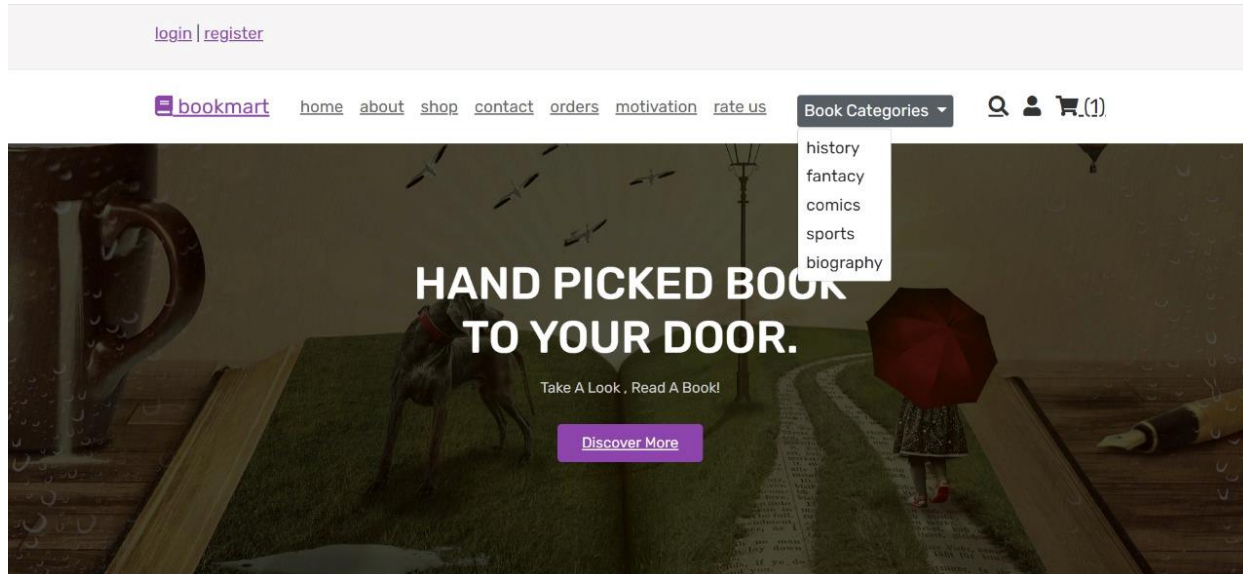 login | register
bookmart home about shop contact orders motivation rate us Book Categories (1)
history
fantacy
comics
sports
biography
HAND PICKED BOOK
TO YOUR DOOR.
Take A Look , Read A Book!
Discover More